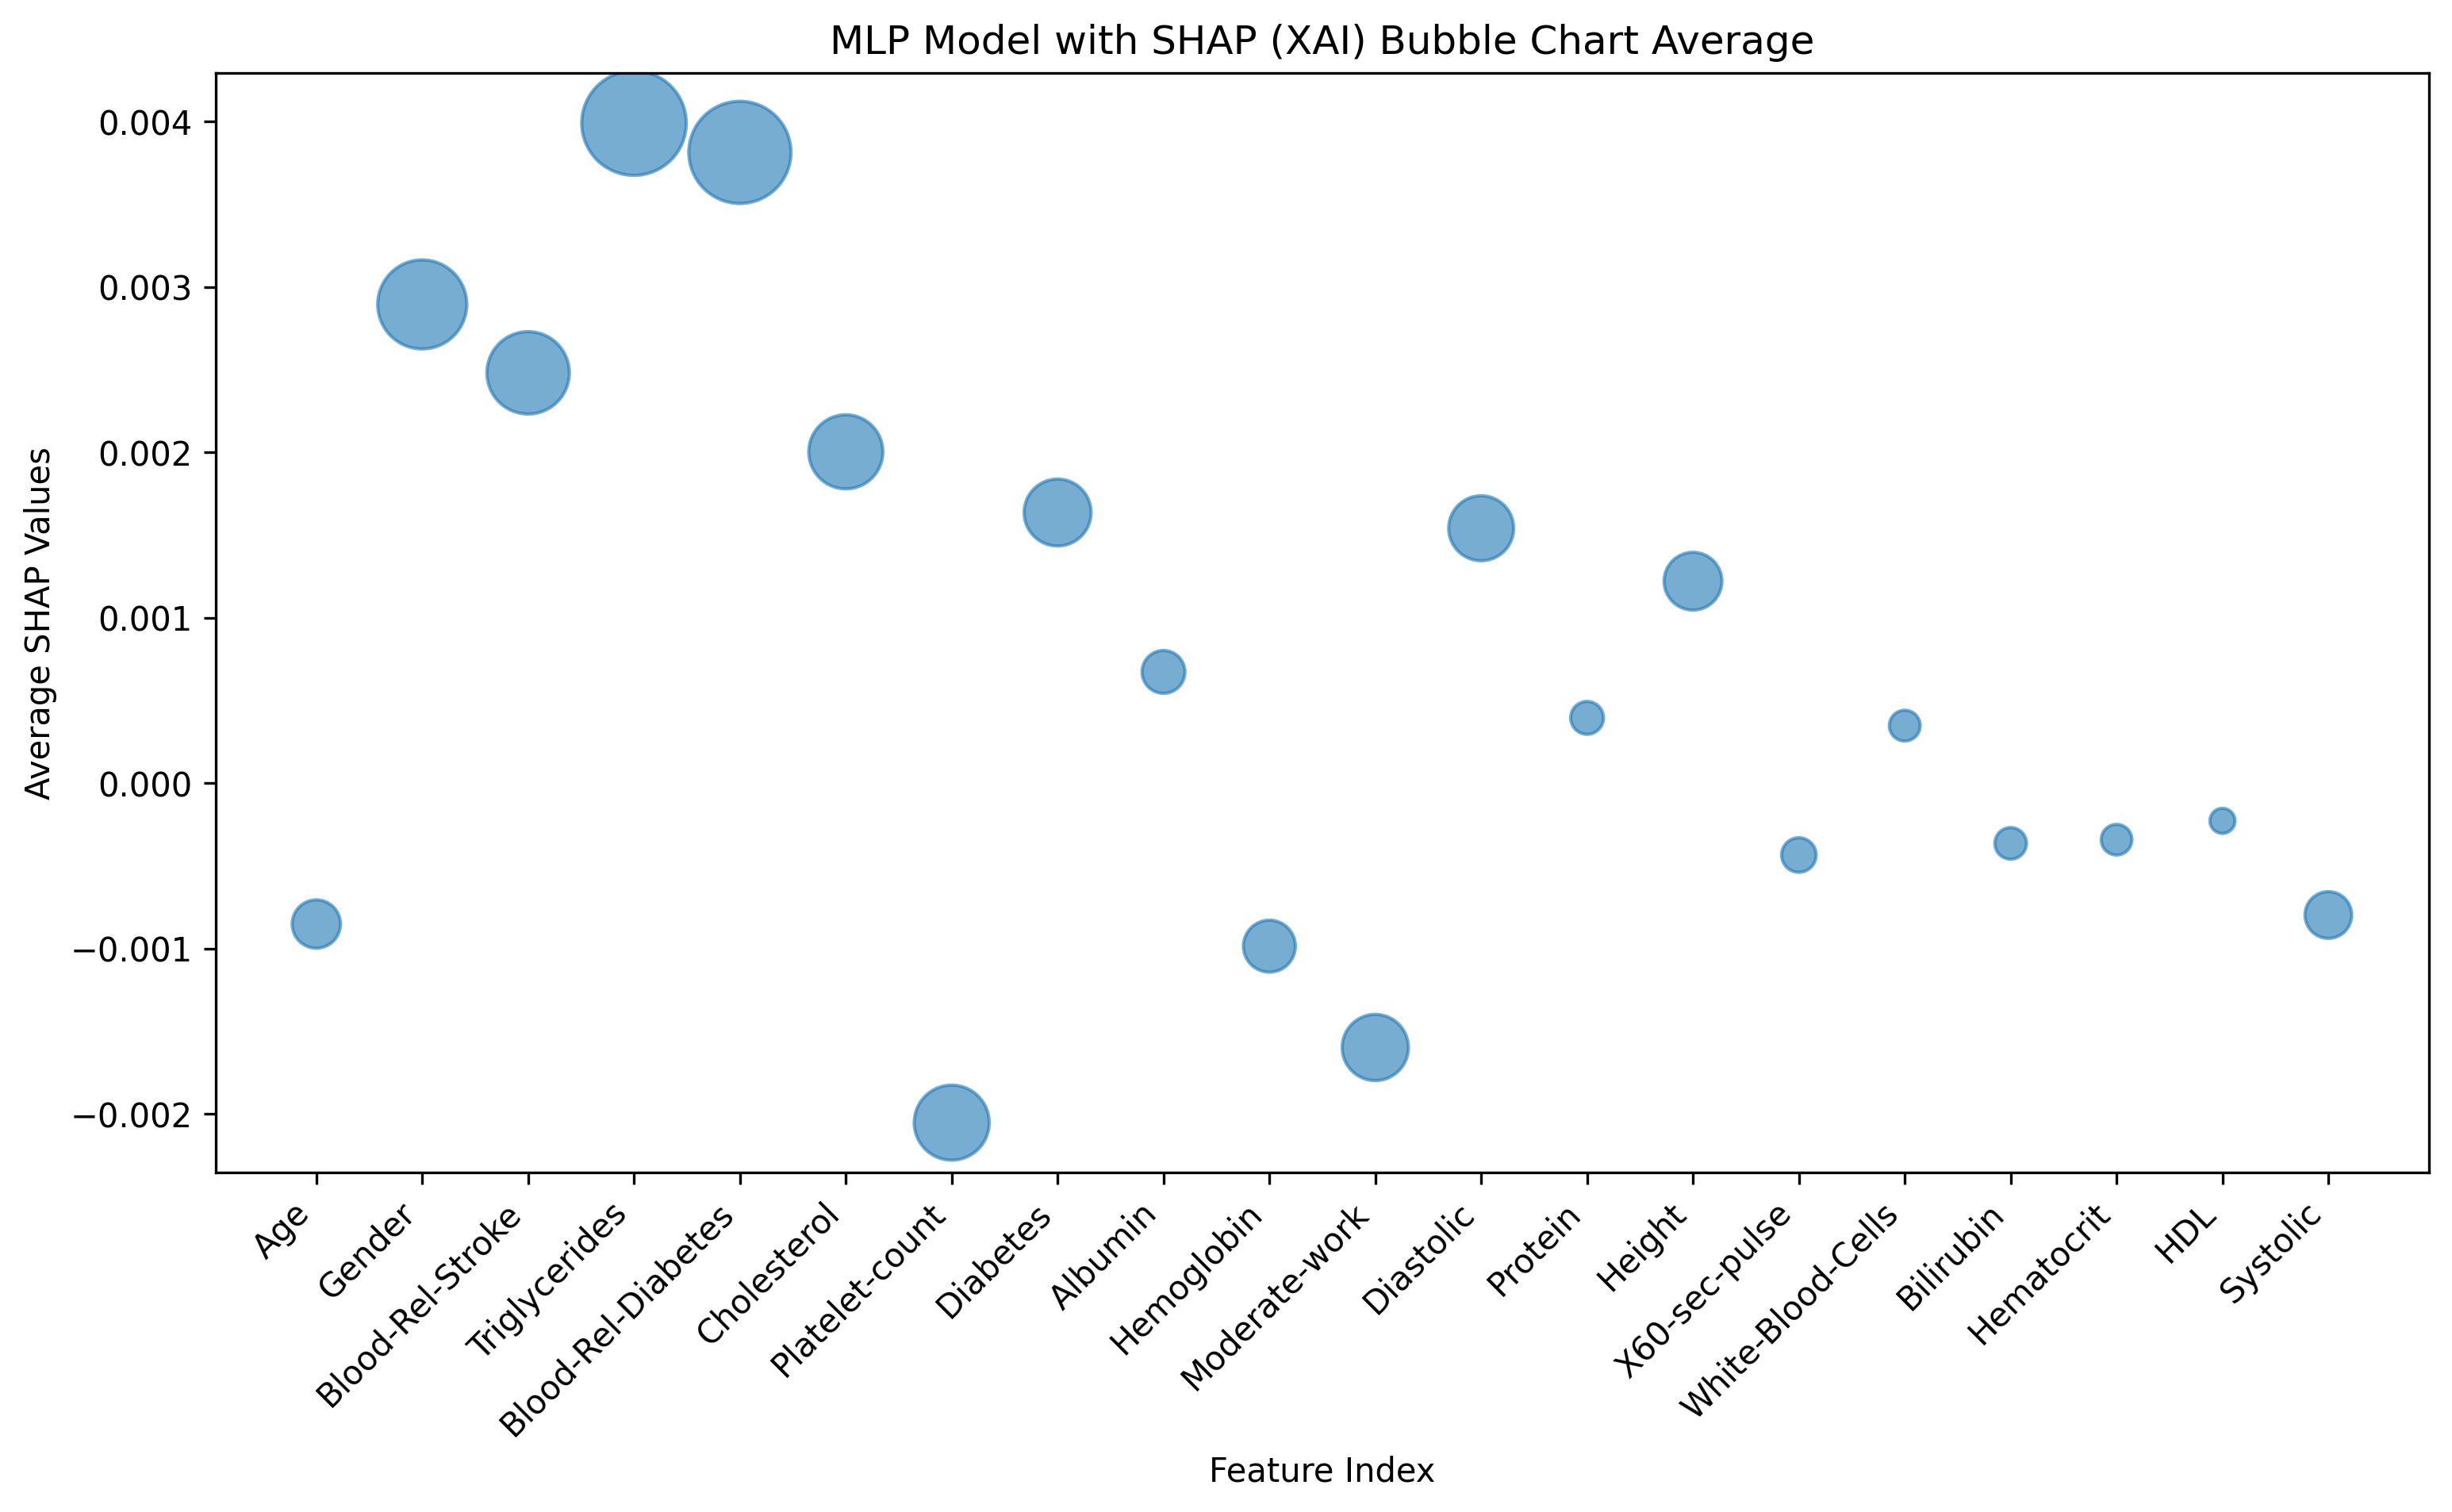 MLP Model with SHAP (XAI) Bubble Chart Average
Average SHAP Values
0.004
0.003
0.002
0.001
0.000
−0.001
−0.002
Age
Gender
Blood-Rel-Stroke
Triglycerides
Blood-Rel-Diabetes
Cholesterol
Platelet-count
Diabetes
Albumin
Hemoglobin
Moderate-work
Diastolic
Protein
Height
X60-sec-pulse
White-Blood-Cells
Bilirubin
Hematocrit
HDL
Systolic
Feature Index